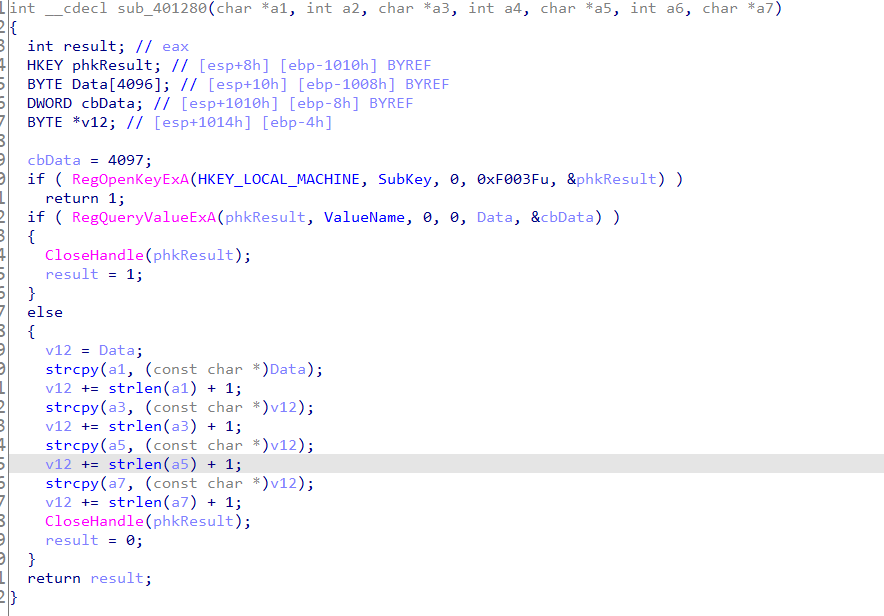 1int __cdecl sub_401280(char *a1, int a2, char *a3, int a4, char *a5, int a6, char *a7)
2{
3  int result; // eax
4  HKEY phkResult; // [esp+8h] [ebp-1010h] BYREF
5  BYTE Data[4096]; // [esp+10h] [ebp-1008h] BYREF
6  DWORD cbData; // [esp+1010h] [ebp-8h] BYREF
7  BYTE *v12; // [esp+1014h] [ebp-4h]
8
9  cbData = 4097;
0  if ( RegOpenKeyExA(HKEY_LOCAL_MACHINE, SubKey, 0, 0xF003Fu, &phkResult) )
1    return 1;
2  if ( RegQueryValueExA(phkResult, ValueName, 0, 0, Data, &cbData) )
3  {
4    CloseHandle(phkResult);
5    result = 1;
6  }
7  else
8  {
9    v12 = Data;
0    strcpy(a1, (const char *)Data);
1    v12 += strlen(a1) + 1;
2    strcpy(a3, (const char *)v12);
3    v12 += strlen(a3) + 1;
4    strcpy(a5, (const char *)v12);
5    v12 += strlen(a5) + 1;
6    strcpy(a7, (const char *)v12);
7    v12 += strlen(a7) + 1;
8    CloseHandle(phkResult);
9    result = 0;
0  }
1  return result;
2}